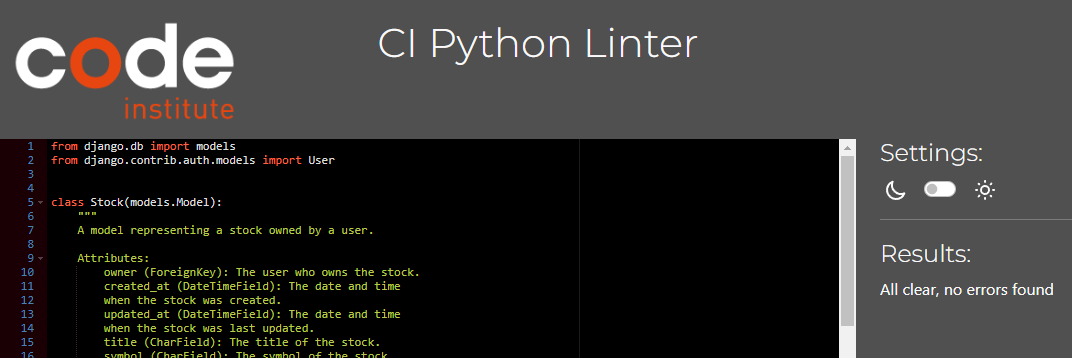 code
institute
CI Python Linter
1 from django.db import models
2 from django.contrib.auth.models import User
3
4
5 class Stock(models.Model):
6 """
7 A model representing a stock owned by a user.
8
9 Attributes:
10 owner (ForeignKey): The user who owns the stock.
11 created_at (DateTimeField): The date and time
12 when the stock was created.
13 updated_at (DateTimeField): The date and time
14 when the stock was last updated.
15 title (CharField): The title of the stock.
16 symbol (CharField): The symbol of the stock
Settings:
Results:
All clear, no errors found